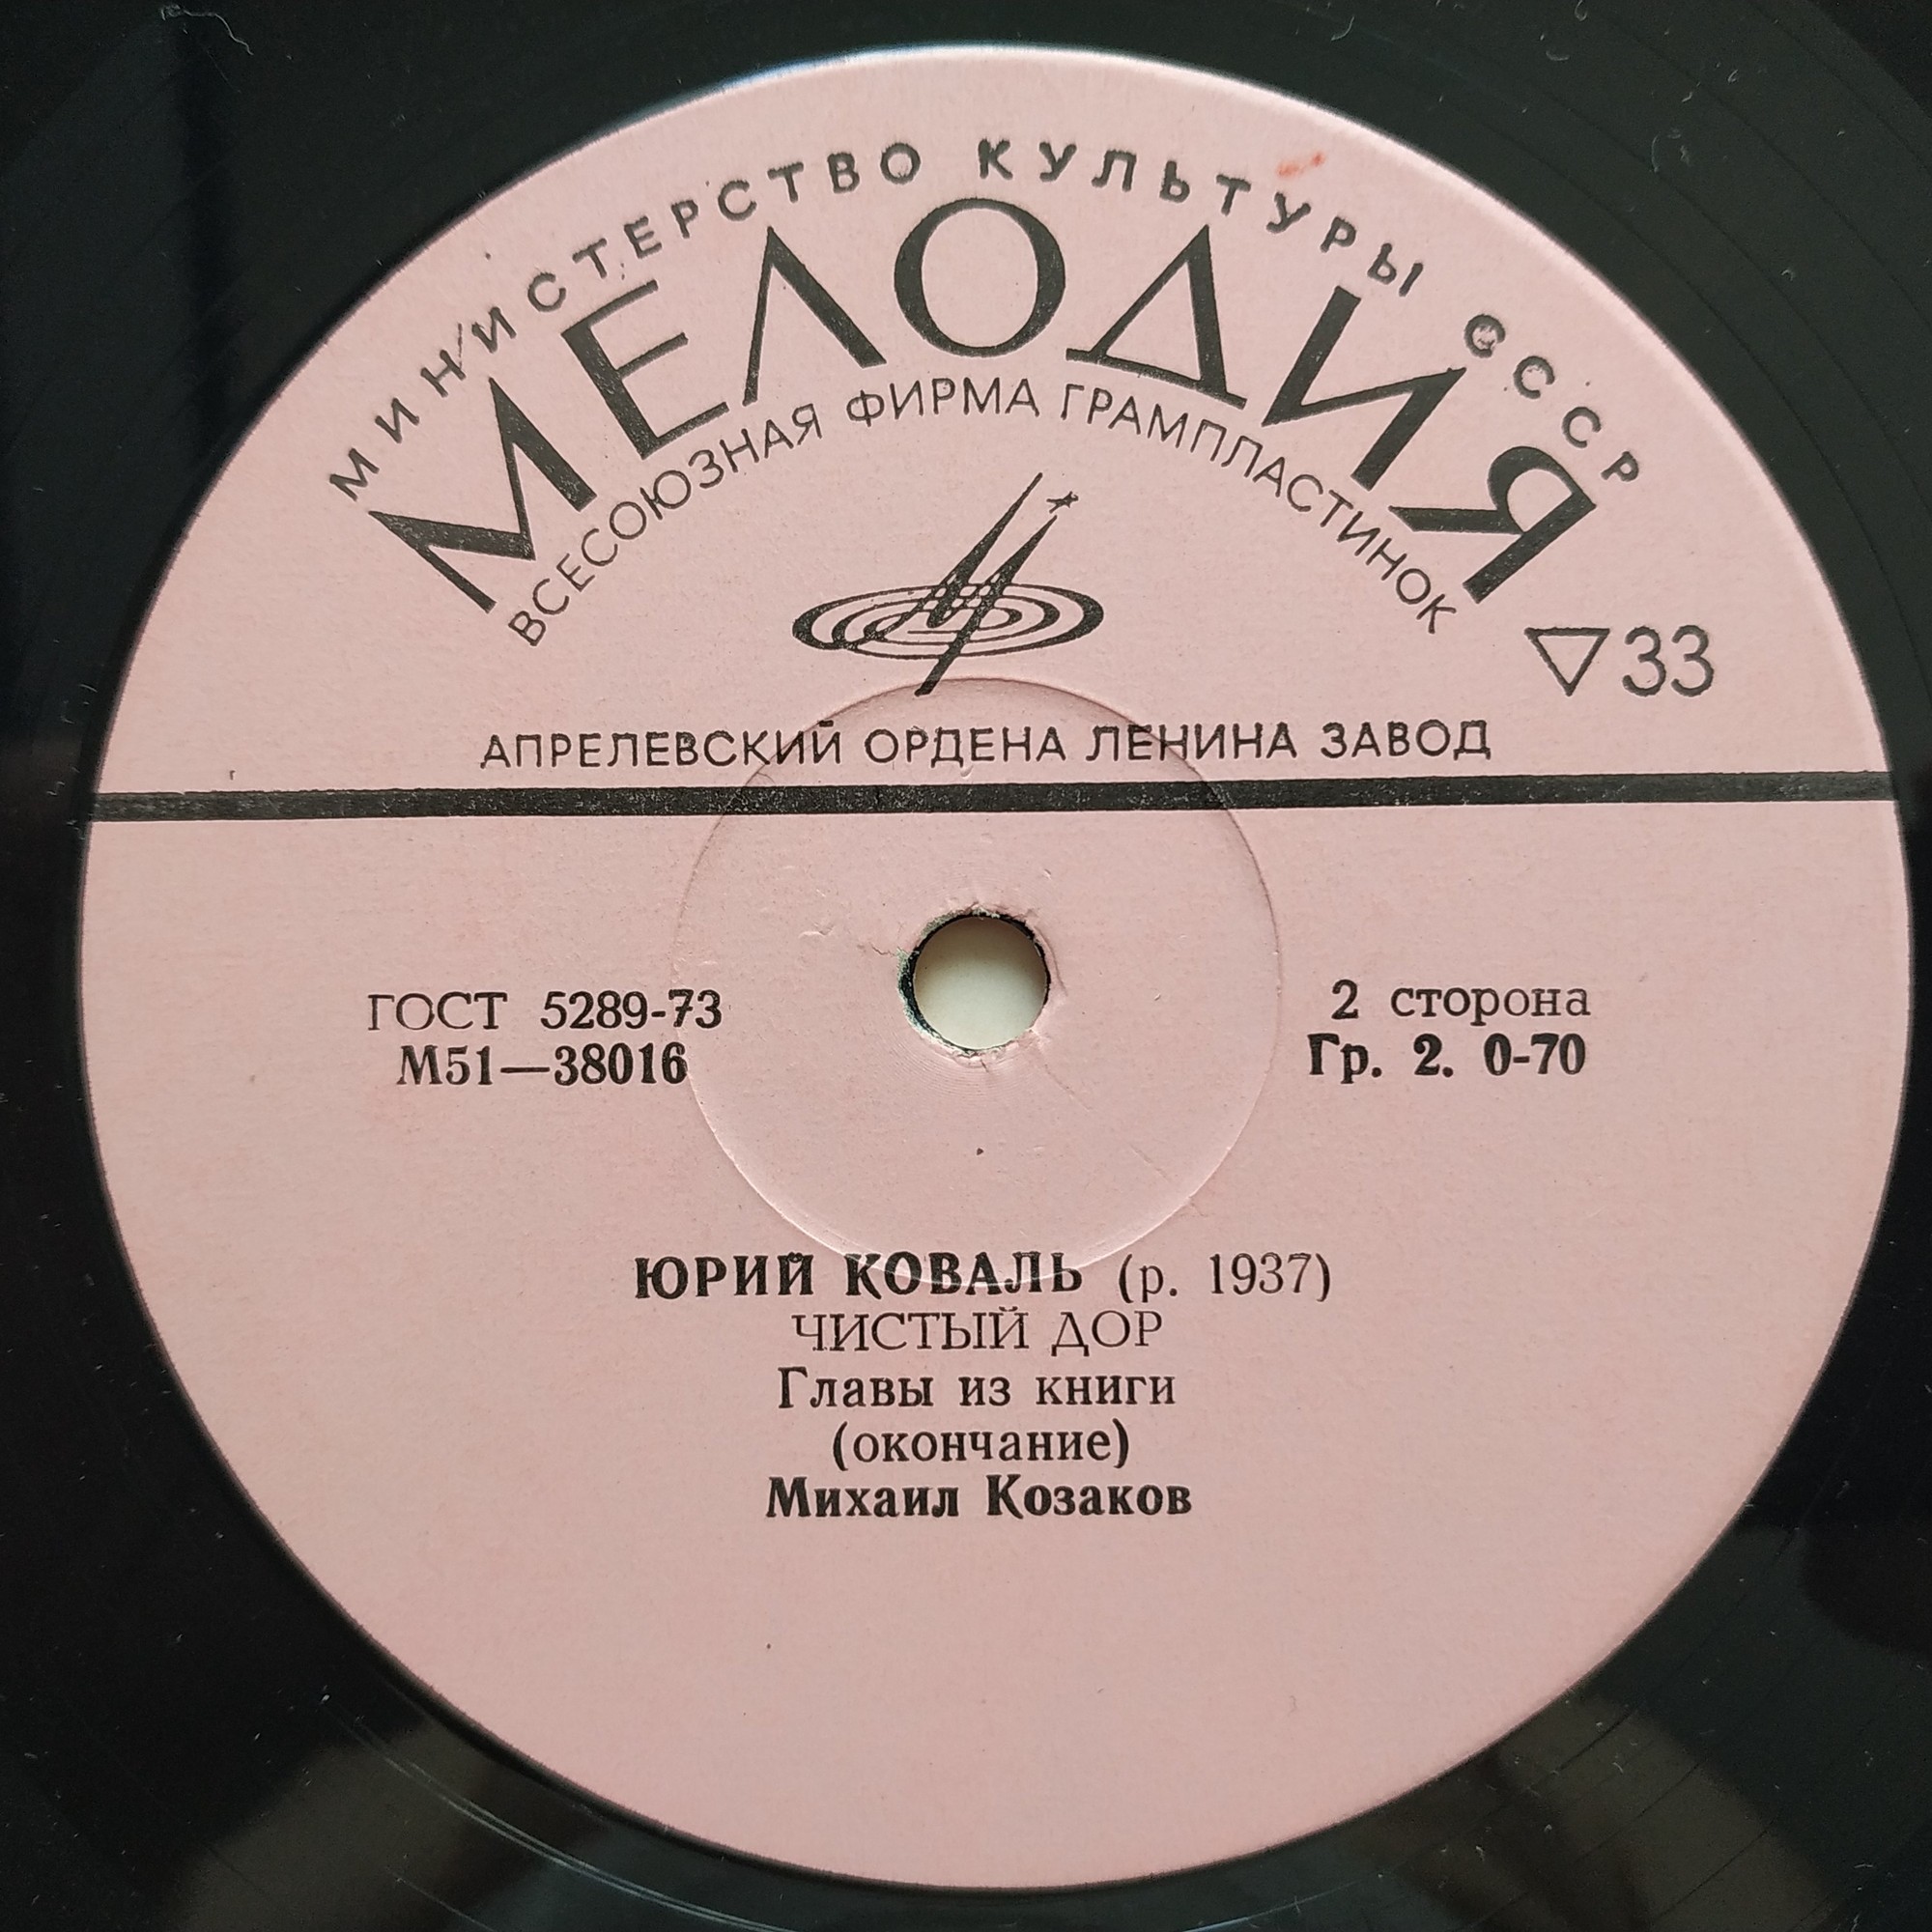 МИНИСТЕРСТВО КУЛЬТУРЫ СССР
МЕЛОДИЯ
ВСЕСОЮЗНАЯ ФИРМА ГРАМПЛАСТИНОК
▽33
АПРЕЛЕВСКИЙ ОРДЕНА ЛЕНИНА ЗАВОД
ГОСТ 5289-73
М51—38016
2 сторона
Гр. 2. 0-70
ЮРИЙ КОВАЛЬ (р. 1937)
ЧИСТЫЙ ДОР
Главы из книги
(окончание)
Михаил Козаков